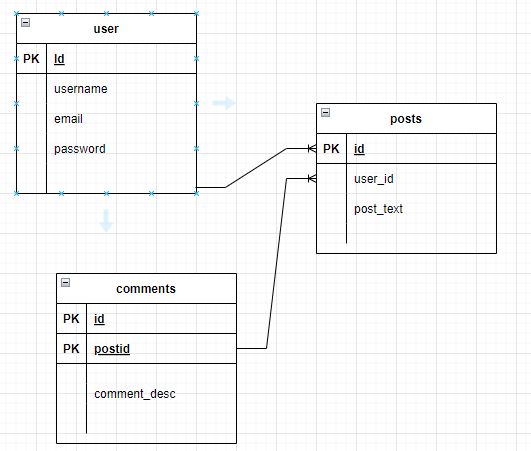 user
PK Id
username
email
password
posts
PK id
user_id
post_text
comments
PK id
PK postid
comment_desc